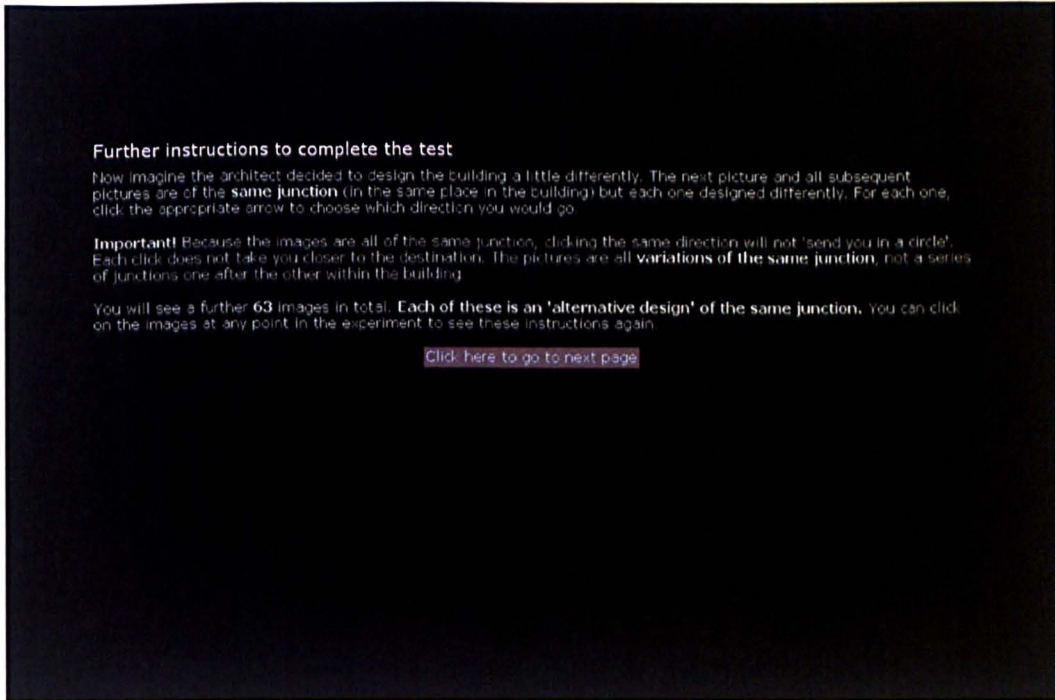 Further instructions to complete the test
Now imagine the architect decided to design the building a little differently. The next picture and all subsequent
pictures are of the same junction (in the same place in the building) but each one designed differently. For each one,
click the appropriate arrow to choose which direction you would go.
Important! Because the images are all of the same junction, clicking the same direction will not 'send you in a circle'.
Each click does not take you closer to the destination. The pictures are all variations of the same junction, not a series
of junctions one after the other within the building.
You will see a further 63 images in total. Each of these is an 'alternative design' of the same junction. You can click
on the images at any point in the experiment to see these instructions again.
Click here to go to next page